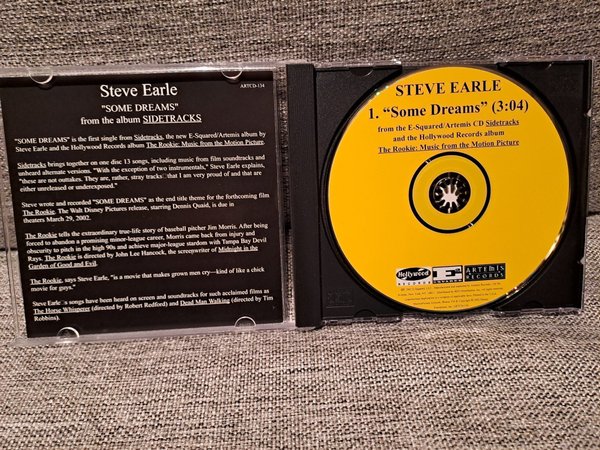 Steve Earle
ARTCD-134
"SOME DREAMS"
from the album SIDETRACKS
"SOME DREAMS" is the first single from Sidetracks, the new E-Squared/Artemis album by
Steve Earle and the Hollywood Records album The Rookie: Music from the Motion Picture.
Sidetracks brings together on one disc 13 songs, including music from film soundtracks and
unheard alternate versions. "With the exception of two instrumentals," Steve Earle explains,
"these are not outtakes. They are, rather, stray tracks that I am very proud of and that are
either unreleased or underexposed."
Steve wrote and recorded "SOME DREAMS" as the end title theme for the forthcoming
film The Rookie. The Walt Disney Pictures release, starring Dennis Quaid, is due in
theaters March 29, 2002.
The Rookie tells the extraordinary true-life story of baseball pitcher Jim Morris. After being
forced to abandon a promising minor-league career, Morris came back from injury and
obscurity to pitch in the high 90s and achieve major-league stardom with Tampa Bay Devil
Rays. The Rookie is directed by John Lee Hancock, the screenwriter of Midnight in the
Garden of Good and Evil.
The Rookie, says Steve Earle, "is a movie that makes grown men cry—kind of like a chick
movie for guys."
Steve Earle□s songs have been heard on screen and soundtracks for such acclaimed films as
The Horse Whisperer (directed by Robert Redford) and Dead Man Walking (directed by Tim
Robbins).
STEVE EARLE
1. “Some Dreams” (3:04)
from the E-Squared/Artemis CD Sidetracks
and the Hollywood Records album
The Rookie: Music from the Motion Picture
Hollywood
RECORDS
E
SQUARED
ARTEMIS
RECORDS